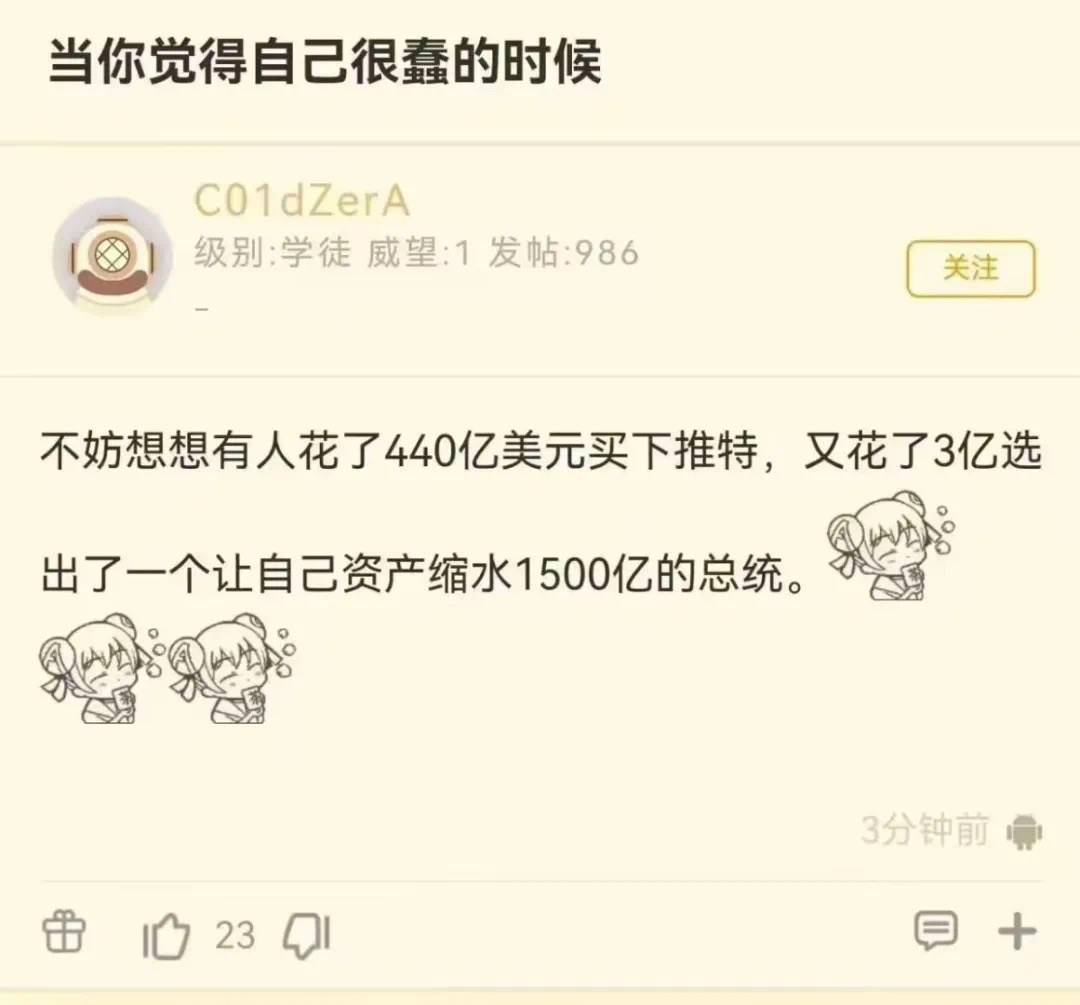 当你觉得自己很蠢的时候
C01dZerA
级别:学徒 威望:1 发帖:986
关注
不妨想想有人花了440亿美元买下推特，又花了3亿选
出了一个让自己资产缩水1500亿的总统。
3分钟前
23